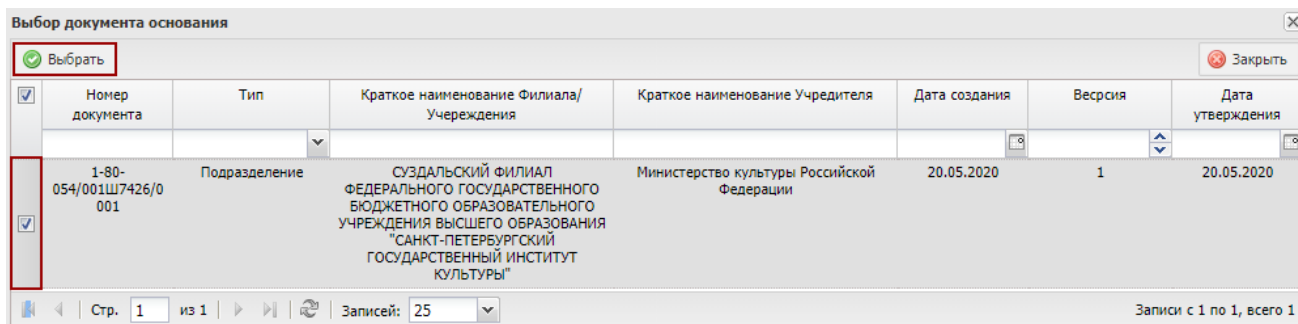 Выбор документа основания
Выбрать
Закрыть
Номер документа
Тип
Краткое наименование Филиала/
Учереждения
Краткое наименование Учредителя
Дата создания
Весрсия
Дата
утверждения
1-80-
054/001Ш7426/0
001
Подразделение
СУЗДАЛЬСКИЙ ФИЛИАЛ
ФЕДЕРАЛЬНОГО ГОСУДАРСТВЕННОГО
БЮДЖЕТНОГО ОБРАЗОВАТЕЛЬНОГО
УЧРЕЖДЕНИЯ ВЫСШЕГО ОБРАЗОВАНИЯ
"САНКТ-ПЕТЕРБУРГСКИЙ
ГОСУДАРСТВЕННЫЙ ИНСТИТУТ
КУЛЬТУРЫ"
Министерство культуры Российской
Федерации
20.05.2020
1
20.05.2020
Стр. 1 из 1 Записей: 25
Записи с 1 по 1, всего 1